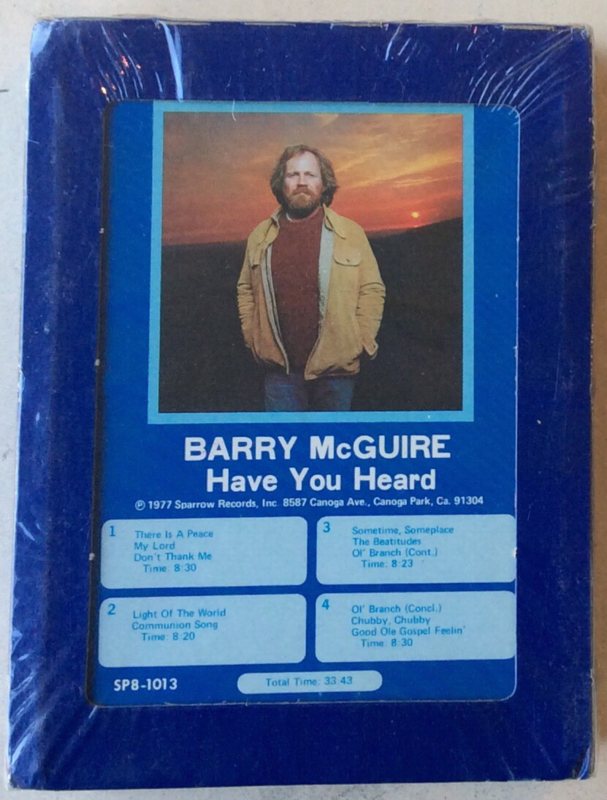 BARRY McGUIRE
Have You Heard
℗ 1977 Sparrow Records, Inc. 8587 Canoga Ave., Canoga Park, Ca. 91304
1
There Is A Peace
My Lord
Don't Thank Me
Time: 8:30
2
Light Of The World
Communion Song
Time: 8:20
3
Sometime, Someplace
The Beatitudes
Ol' Branch (Cont.)
Time: 8:23
4
Ol' Branch (Concl.)
Chubby, Chubby
Good Ole Gospel Feelin'
Time: 8:30
SP8-1013
Total Time: 33:43